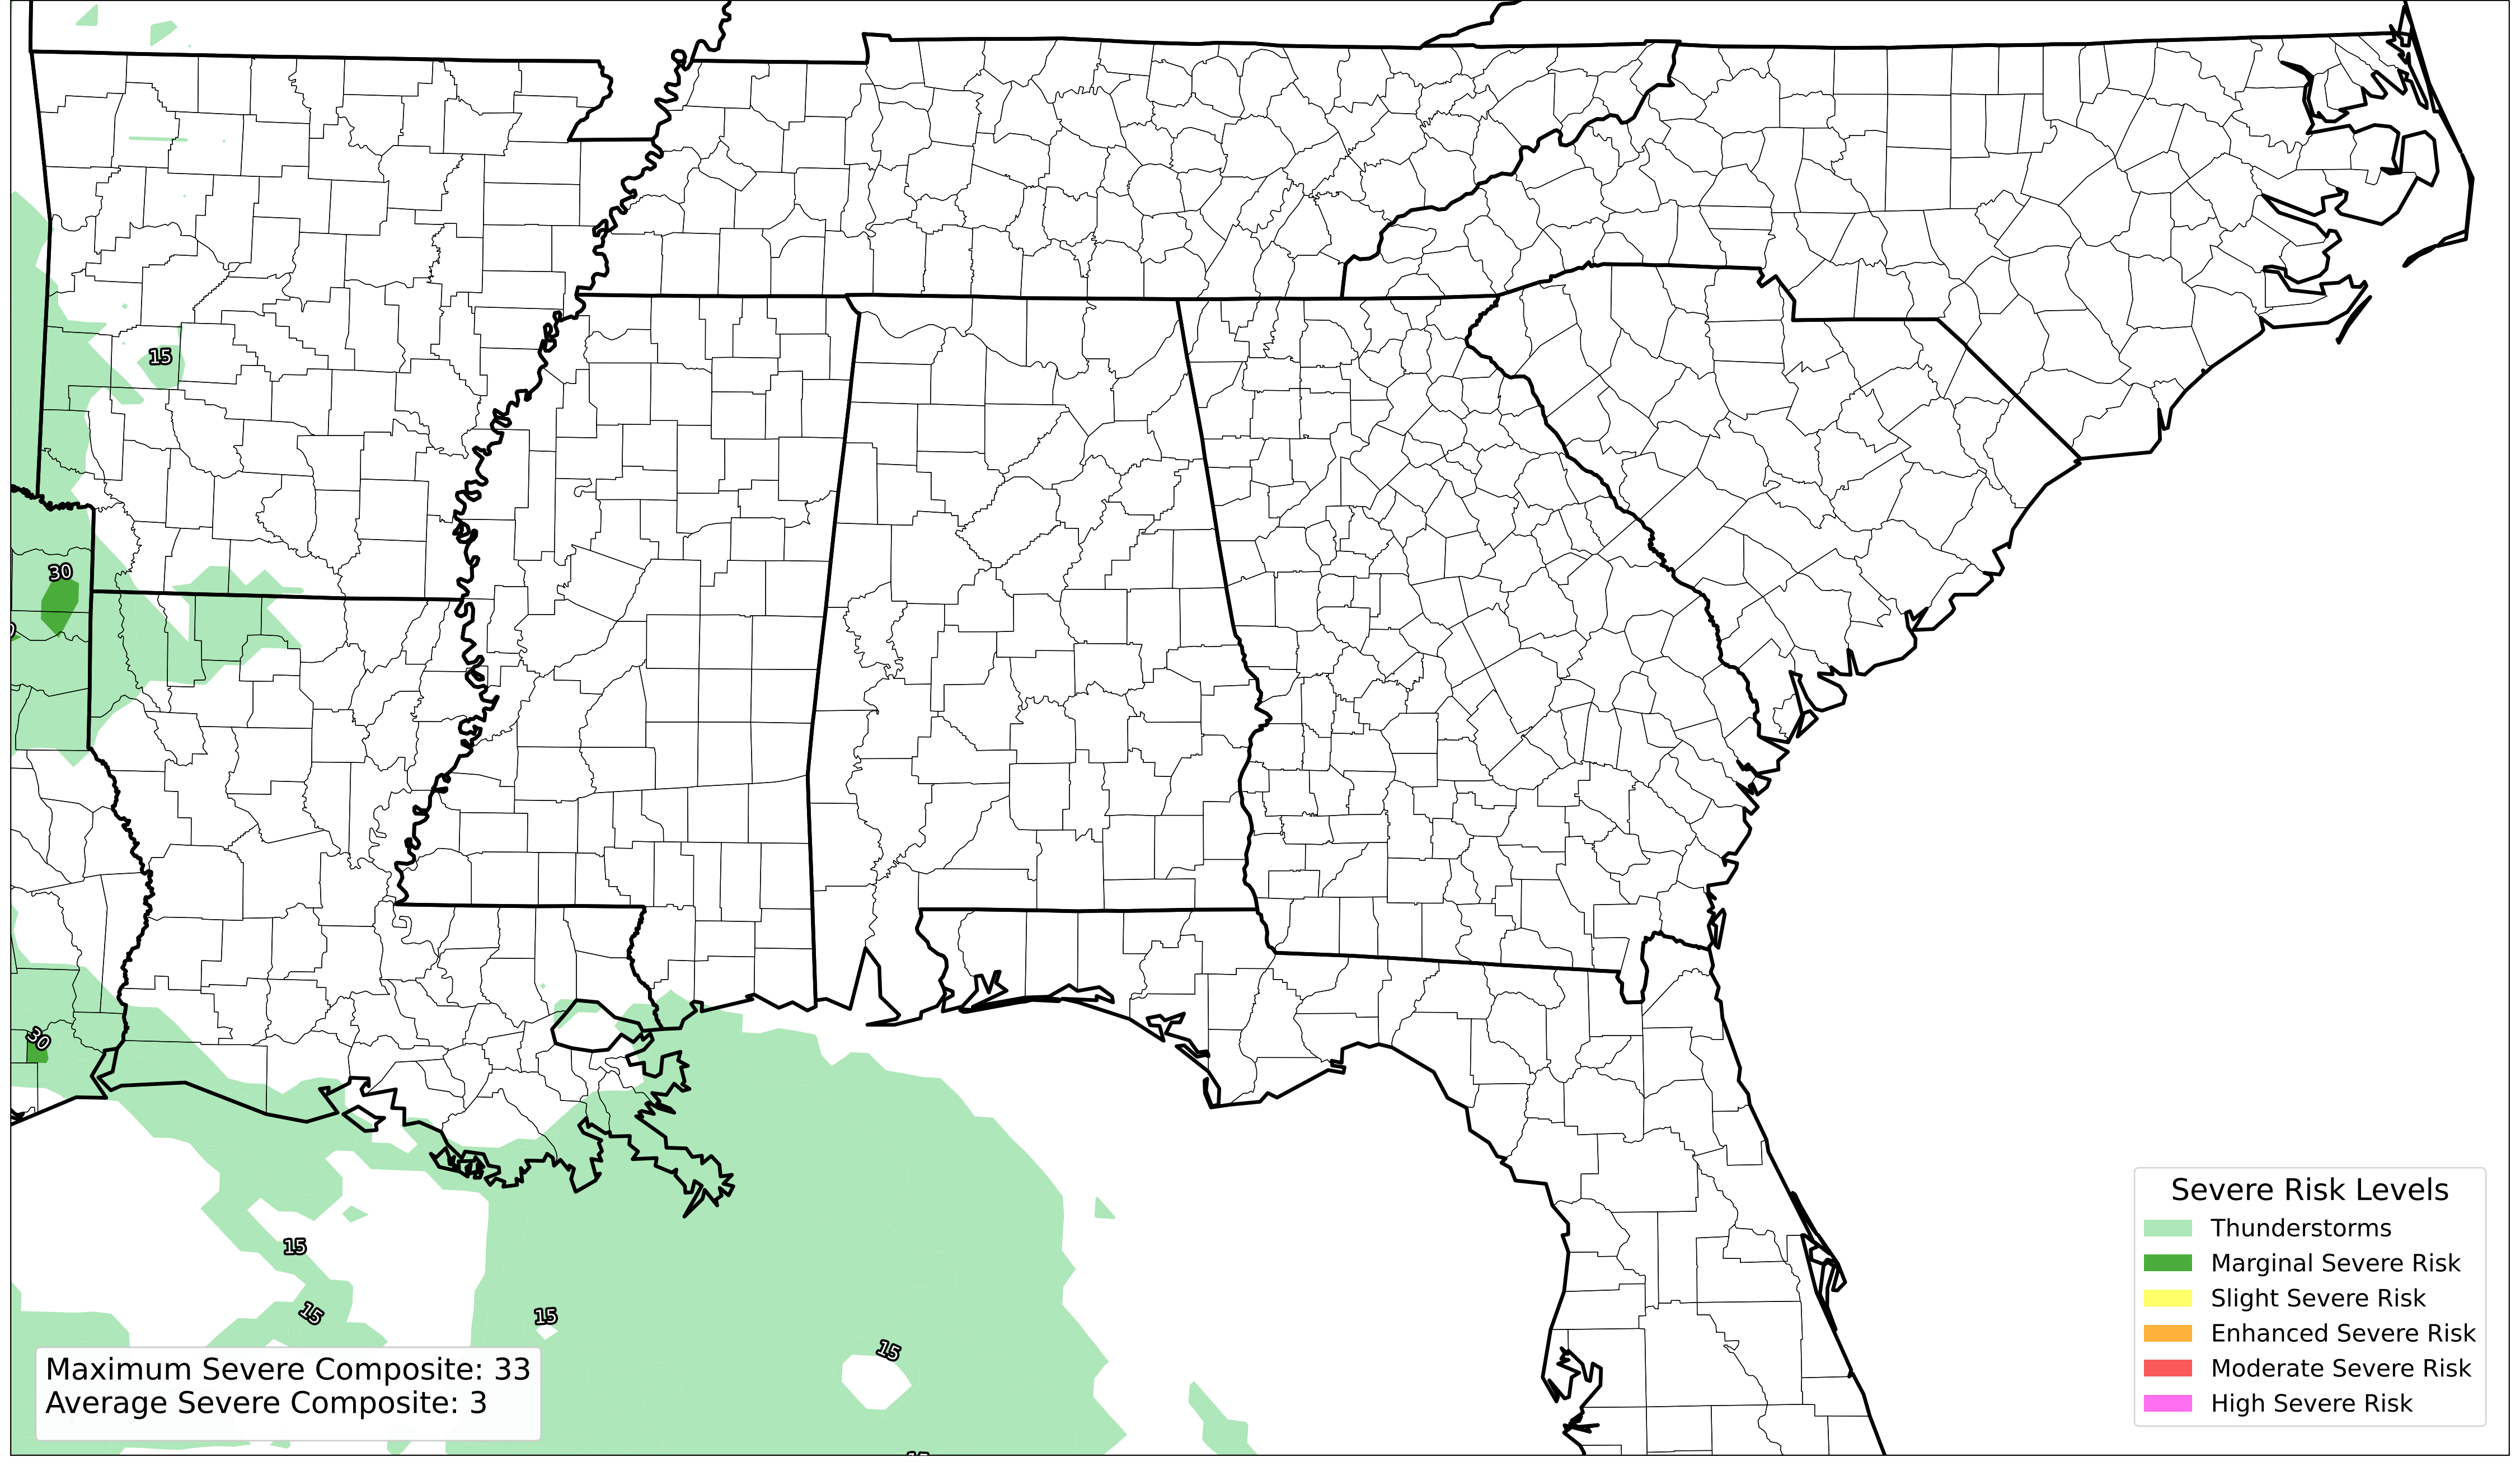 15
30
30
15
15
15
15
Maximum Severe Composite: 33
Average Severe Composite: 3
Severe Risk Levels
Thunderstorms
Marginal Severe Risk
Slight Severe Risk
Enhanced Severe Risk
Moderate Severe Risk
High Severe Risk